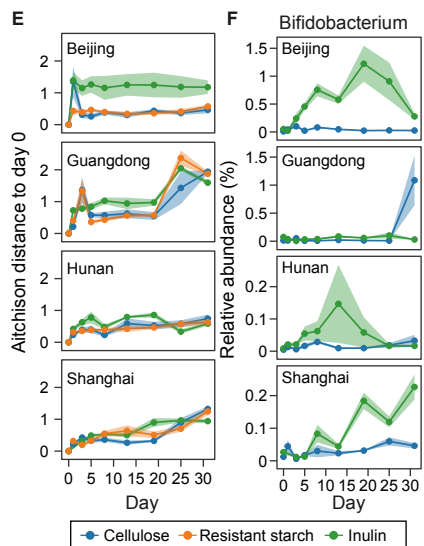 E
F
Bifidobacterium
Aitchison distance to day 0
Beijing
2
1
0
Guangdong
2
1
0
Hunan
2
1
0
Shanghai
2
1
0
0 5 10 15 20 25 30
Day
Relative abundance (%)
Beijing
1.5
1
0.5
0
Guangdong
1.5
1
0.5
0
Hunan
0.2
0.1
0
Shanghai
0.2
0.1
0
0 5 10 15 20 25 30
Day
Cellulose Resistant starch Inulin